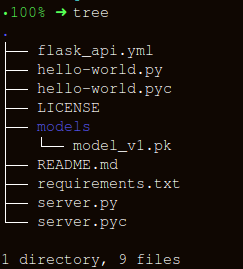 •100% ➜ tree
.
├── flask_api.yml
├── hello-world.py
├── hello-world.pyc
├── LICENSE
├── models
│   └── model_v1.pk
├── README.md
├── requirements.txt
├── server.py
└── server.pyc
1 directory, 9 files